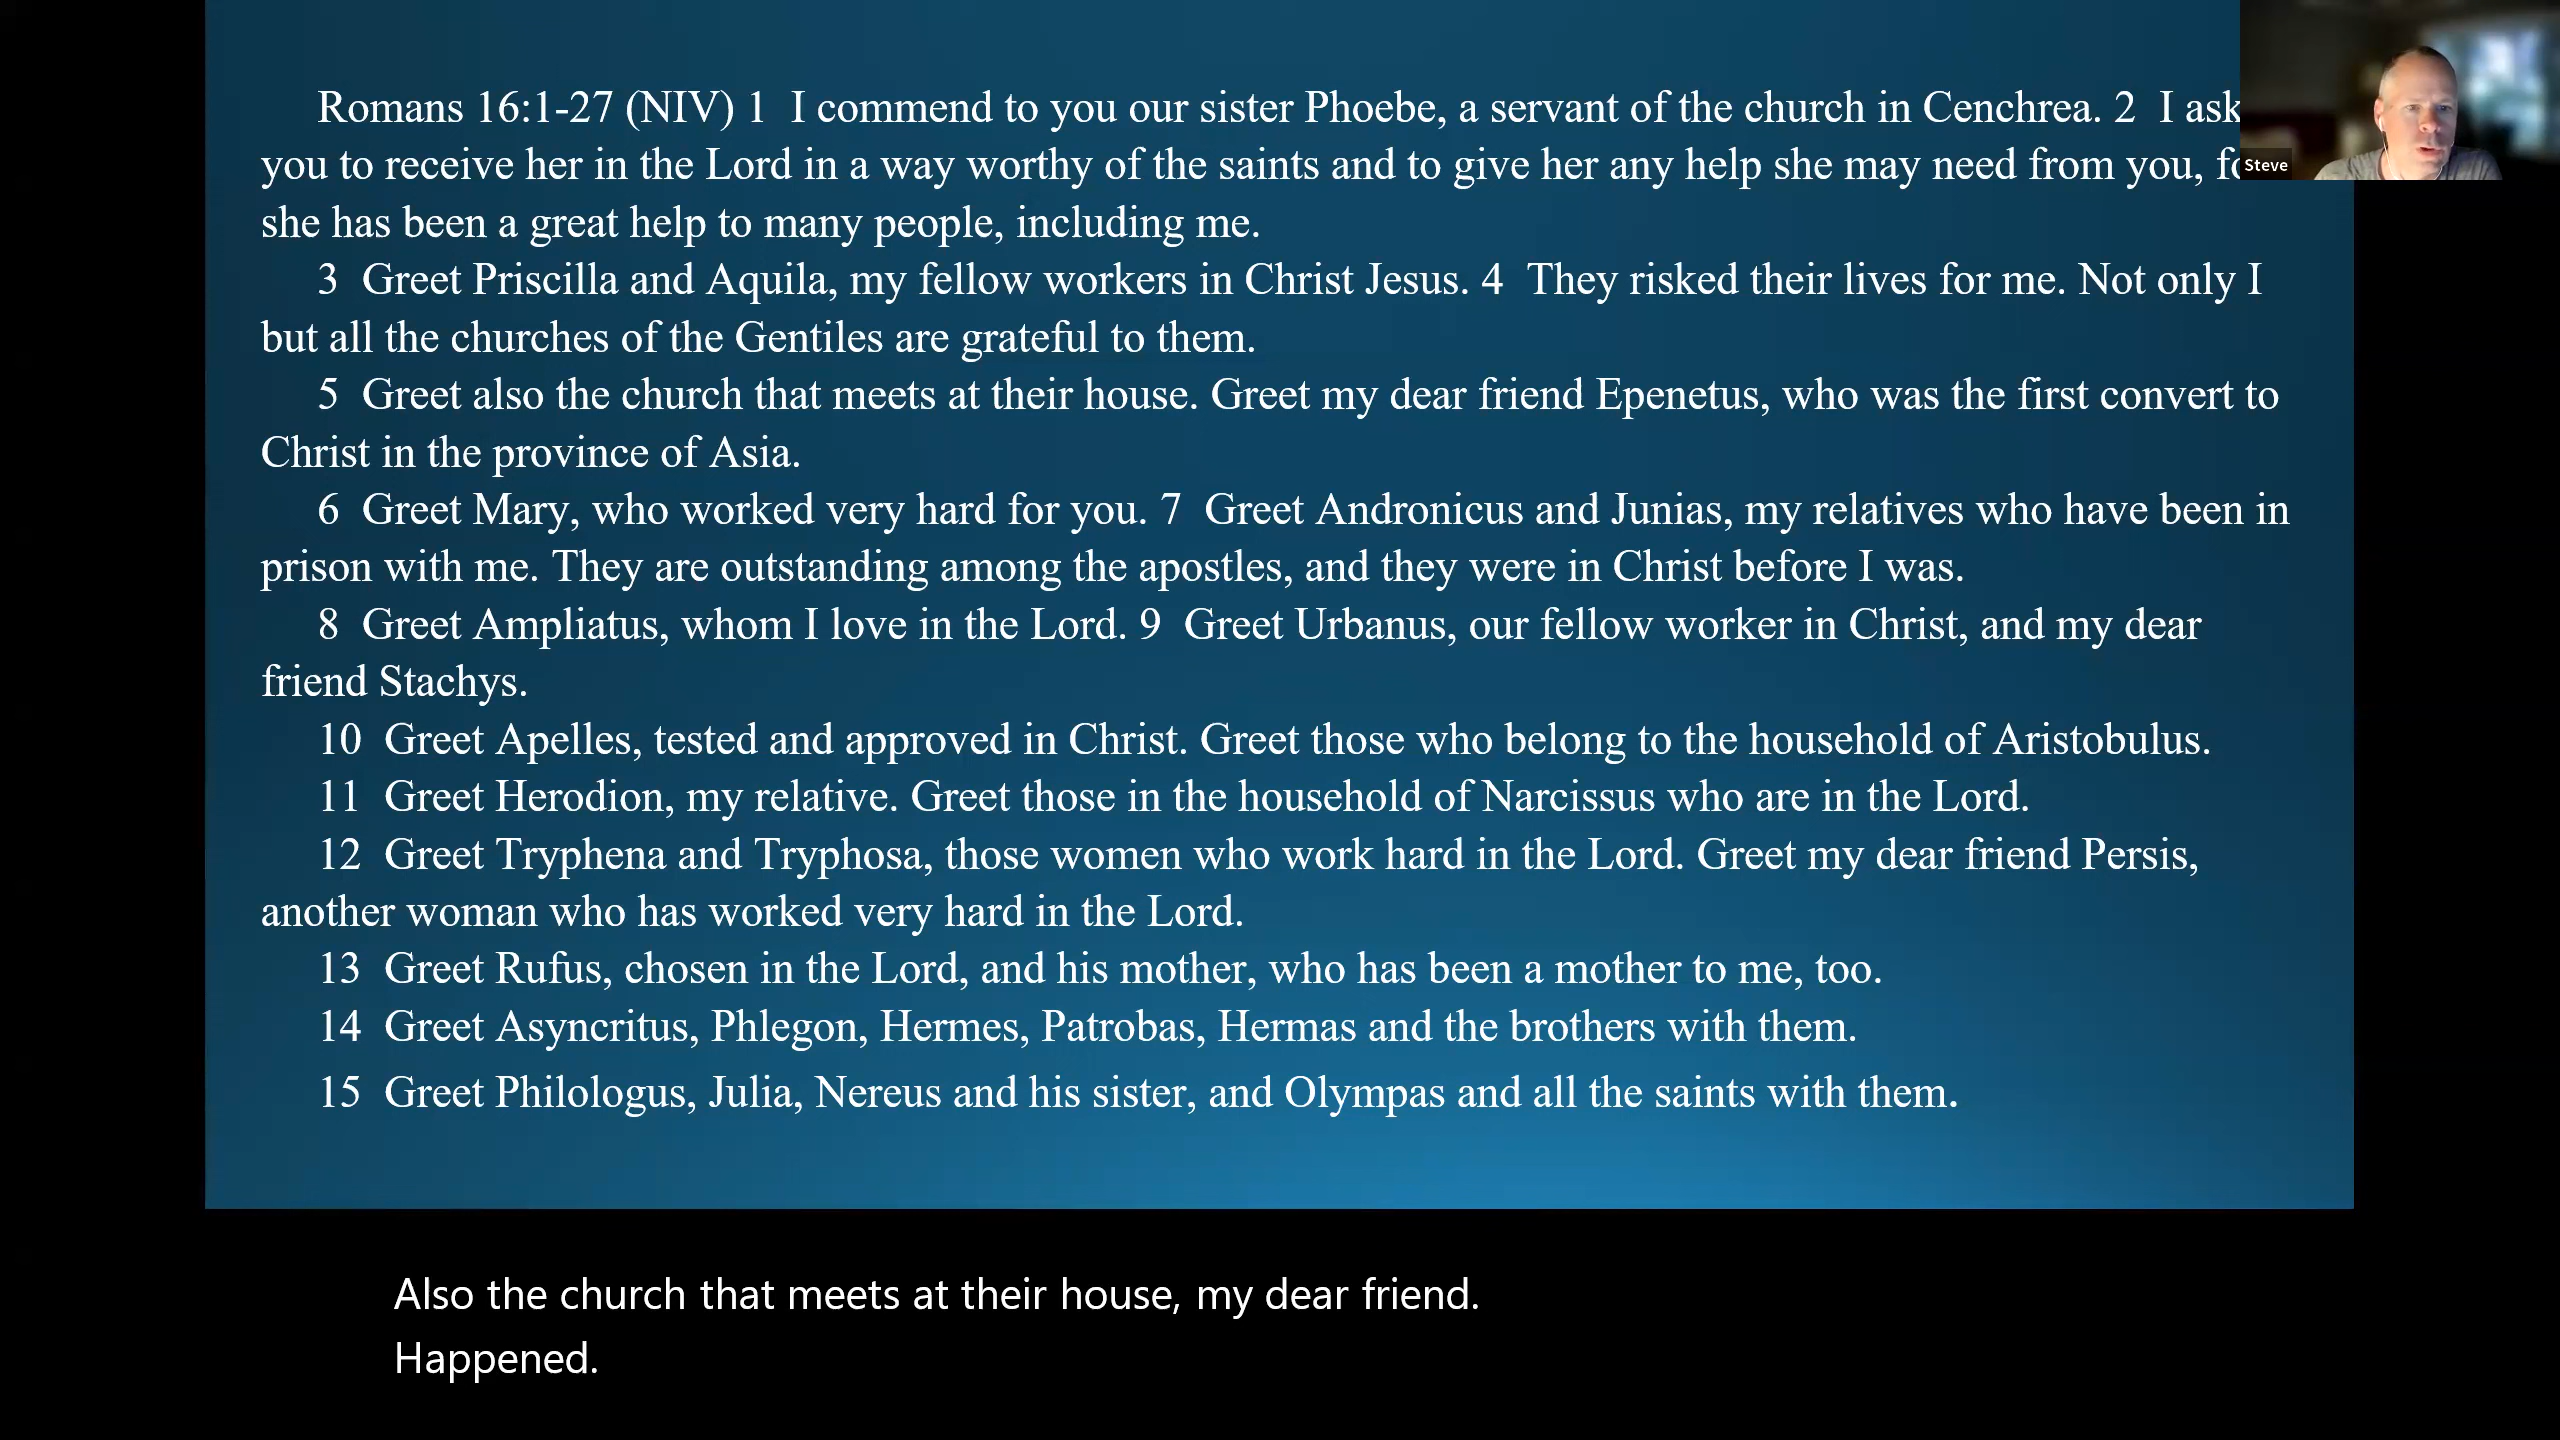 Romans 16:1-27 (NIV) 1 I commend to you our sister Phoebe, a servant of the church in Cenchrea. 2 I ask
you to receive her in the Lord in a way worthy of the saints and to give her any help she may need from you,
Steve
she has been a great help to many people, including me.
3 Greet Priscilla and Aquila, my fellow workers in Christ Jesus. 4 They risked their lives for me. Not only I
but all the churches of the Gentiles are grateful to them.
5 Greet also the church that meets at their house. Greet my dear friend Epenetus, who was the first convert to
Christ in the province of Asia.
6 Greet Mary, who worked very hard for you. 7 Greet Andronicus and Junias, my relatives who have been in
prison with me. They are outstanding among the apostles, and they were in Christ before I was.
8 Greet Ampliatus, whom I love in the Lord. 9 Greet Urbanus, our fellow worker in Christ, and my dear
friend Stachys.
10 Greet Apelles, tested and approved in Christ. Greet those who belong to the household of Aristobulus.
11 Greet Herodion, my relative. Greet those in the household of Narcissus who are in the Lord.
12 Greet Tryphena and Tryphosa, those women who work hard in the Lord. Greet my dear friend Persis,
another woman who has worked very hard in the Lord.
13 Greet Rufus, chosen in the Lord, and his mother, who has been a mother to me, too.
14 Greet Asyncritus, Phlegon, Hermes, Patrobas, Hermas and the brothers with them.
15 Greet Philologus, Julia, Nereus and his sister, and Olympas and all the saints with them.
Also the church that meets at their house, my dear friend.
Happened.